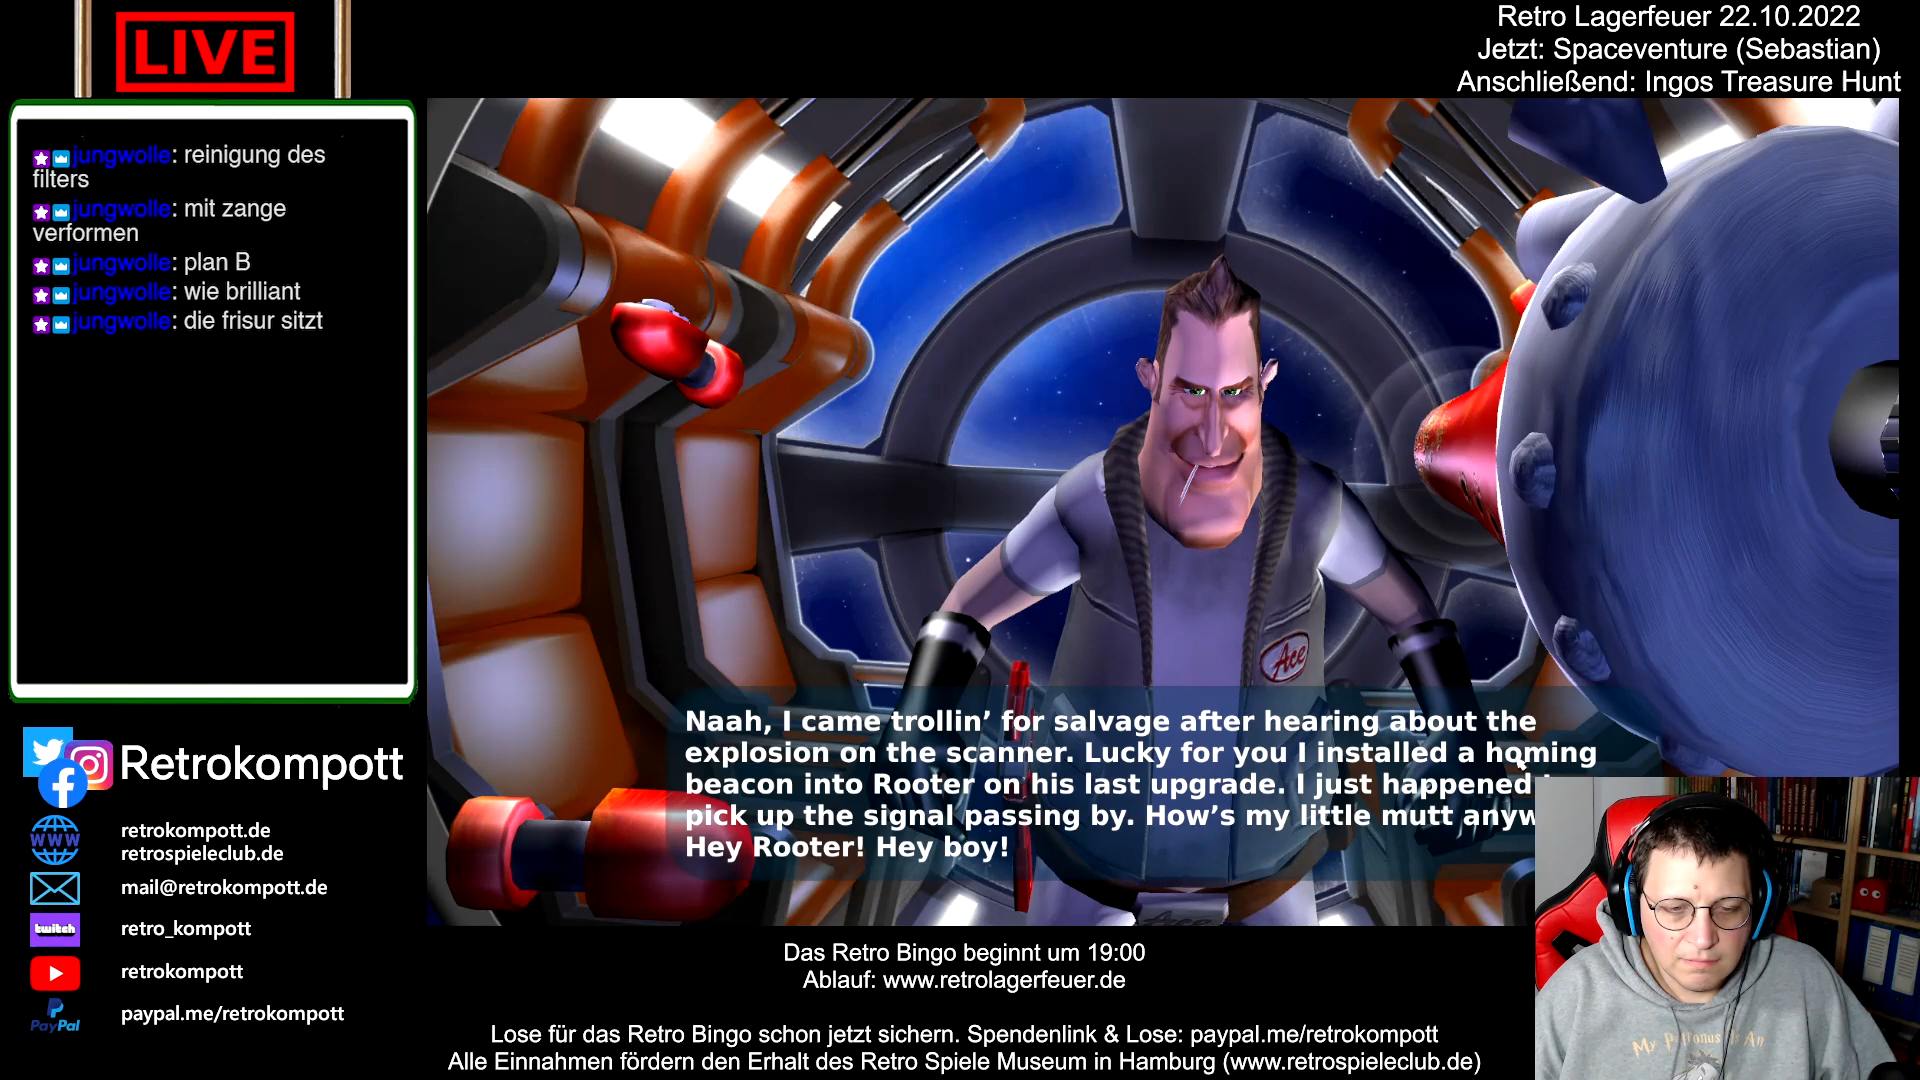 LIVE
Retro Lagerfeuer 22.10.2022
Jetzt: Spaceventure (Sebastian)
Anschließend: Ingos Treasure Hunt
jungwolle: reinigung des
filters
jungwolle: mit zange
verformen
jungwolle: plan B
jungwolle: wie brilliant
jungwolle: die frisur sitzt
Ace
Naah, I came trollin’ for salvage after hearing about the
explosion on the scanner. Lucky for you I installed a homing
beacon into Rooter on his last upgrade. I just happened
pick up the signal passing by. How’s my little mutt anyw
Hey Rooter! Hey boy!
Retrokompott
WWW
retrokompott.de
retrospieleclub.de
mail@retrokompott.de
twitch
retro_kompott
retrokompott
PayPal
paypal.me/retrokompott
Das Retro Bingo beginnt um 19:00
Ablauf: www.retrolagerfeuer.de
Lose für das Retro Bingo schon jetzt sichern. Spendenlink & Lose: paypal.me/retrokompott
Alle Einnahmen fördern den Erhalt des Retro Spiele Museum in Hamburg (www.retrospieleclub.de)
My Patronus is An